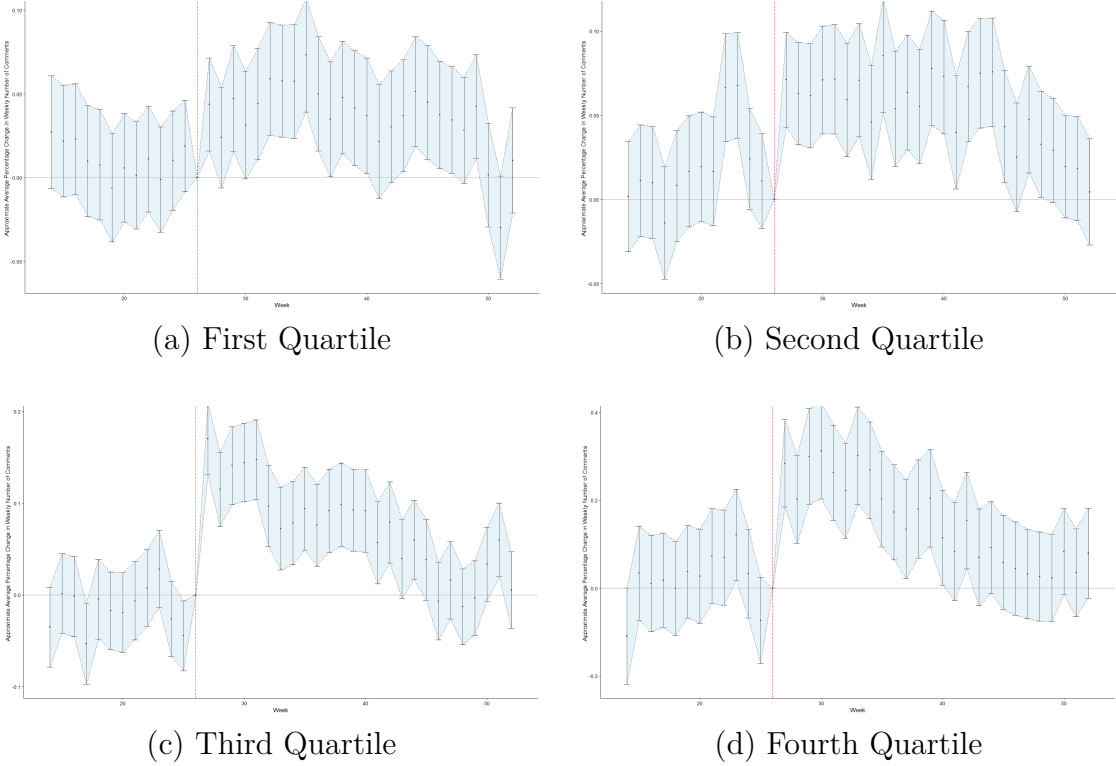 Approximate Average Percentage Change in Weekly Number of Comments
0.10
0.05
0.00
-0.05
20
30
40
50
Week
(a) First Quartile
Approximate Average Percentage Change in Weekly Number of Comments
0.10
0.05
0.00
-0.05
20
30
40
50
Week
(b) Second Quartile
Approximate Average Percentage Change in Weekly Number of Comments
0.2
0.1
0.0
-0.1
20
30
40
50
Week
(c) Third Quartile
Approximate Average Percentage Change in Weekly Number of Comments
0.4
0.2
0.0
-0.2
20
30
40
50
Week
(d) Fourth Quartile